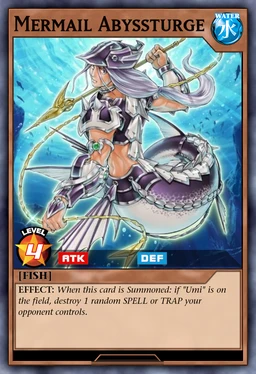 MERMAIL ABYSSTURGE
WATER
水
LEVEL
4
ATK
DEF
[FISH]
EFFECT: When this card is Summoned: if "Umi" is on
the field, destroy 1 random SPELL or TRAP your
opponent controls.